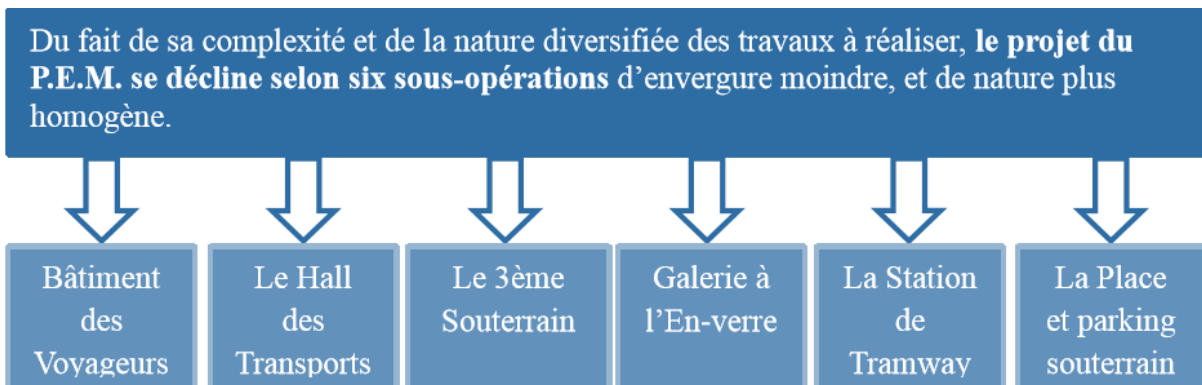 Du fait de sa complexité et de la nature diversifiée des travaux à réaliser, le projet du
P.E.M. se décline selon six sous-opérations d’envergure moindre, et de nature plus
homogène.
Bâtiment
des
Voyageurs
Le Hall
des
Transports
Le 3ème
Souterrain
Galerie à
l’En-verre
La Station
de
Tramway
La Place
et parking
souterrain